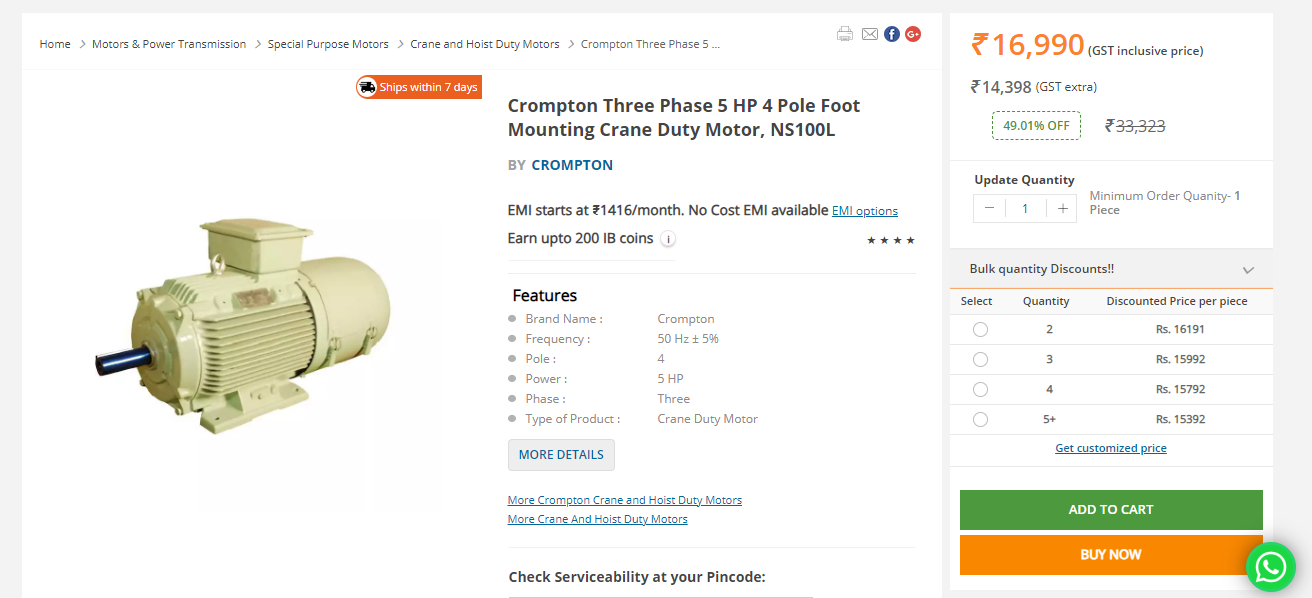 Home > Motors & Power Transmission > Special Purpose Motors > Crane and Hoist Duty Motors > Crompton Three Phase 5 ...
Ships within 7 days
Crompton Three Phase 5 HP 4 Pole Foot
Mounting Crane Duty Motor, NS100L
BY CROMPTON
EMI starts at ₹1416/month. No Cost EMI available EMI options
Earn upto 200 IB coins i
★ ★ ★ ★
Features
Brand Name : Crompton
Frequency : 50 Hz ± 5%
Pole : 4
Power : 5 HP
Phase : Three
Type of Product : Crane Duty Motor
MORE DETAILS
More Crompton Crane and Hoist Duty Motors
More Crane And Hoist Duty Motors
Check Serviceability at your Pincode:
f G+
₹16,990 (GST inclusive price)
₹14,398 (GST extra)
49.01% OFF ₹33,323
Update Quantity
− 1 +
Minimum Order Quanity- 1
Piece
Bulk quantity Discounts!!
Select Quantity Discounted Price per piece
2 Rs. 16191
3 Rs. 15992
4 Rs. 15792
5+ Rs. 15392
Get customized price
ADD TO CART
BUY NOW